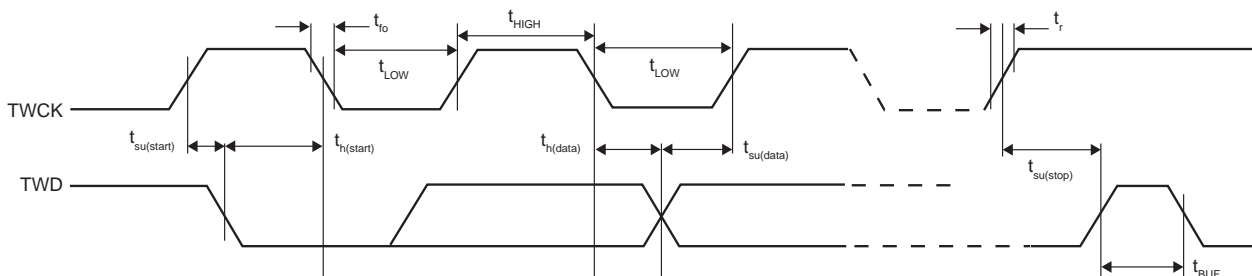 t_fo
t_HIGH
t_r
t_LOW
t_LOW
TWCK
t_su(start)
t_h(start)
t_h(data)
t_su(data)
t_su(stop)
TWD
t_BUF